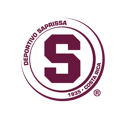 DEPORTIVO SAPRISSA
S
1935 - COSTA RICA
®